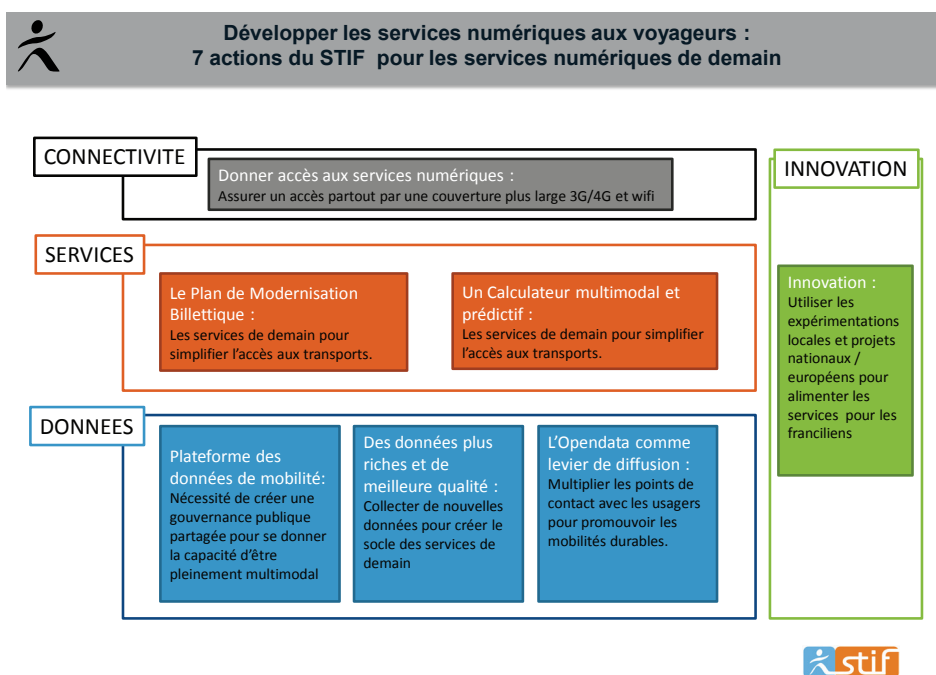 Développer les services numériques aux voyageurs :
7 actions du STIF pour les services numériques de demain
CONNECTIVITE
Donner accès aux services numériques :
Assurer un accès partout par une couverture plus large 3G/4G et wifi
SERVICES
Le Plan de Modernisation
Billettique :
Les services de demain pour
simplifier l'accès aux transports.
Un Calculateur multimodal et
prédictif :
Les services de demain pour simplifier
l'accès aux transports.
DONNEES
Plateforme des
données de mobilité:
Nécessité de créer une
gouvernance publique
partagée pour se donner
la capacité d'être
pleinement multimodal
Des données plus
riches et de
meilleure qualité :
Collecter de nouvelles
données pour créer le
socle des services de
demain
L'Opendata comme
levier de diffusion :
Multiplier les points de
contact avec les usagers
pour promouvoir les
mobilités durables.
INNOVATION
Innovation :
Utiliser les
expérimentations
locales et projets
nationaux /
européens pour
alimenter les
services pour les
franciliens
stif